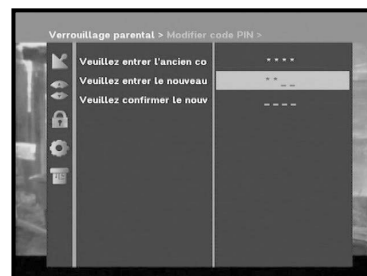 Verrouillage parental > Modifier code PIN >
Veuillez entrer l'ancien co * * * *
Veuillez entrer le nouveau * * _ _
Veuillez confirmer le nouv _ _ _ _